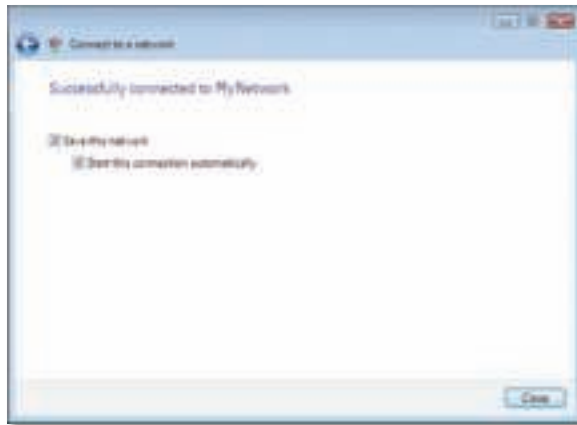 Connect to a network
Successfully connected to MyNetwork
Save this network
Start this connection automatically
Close